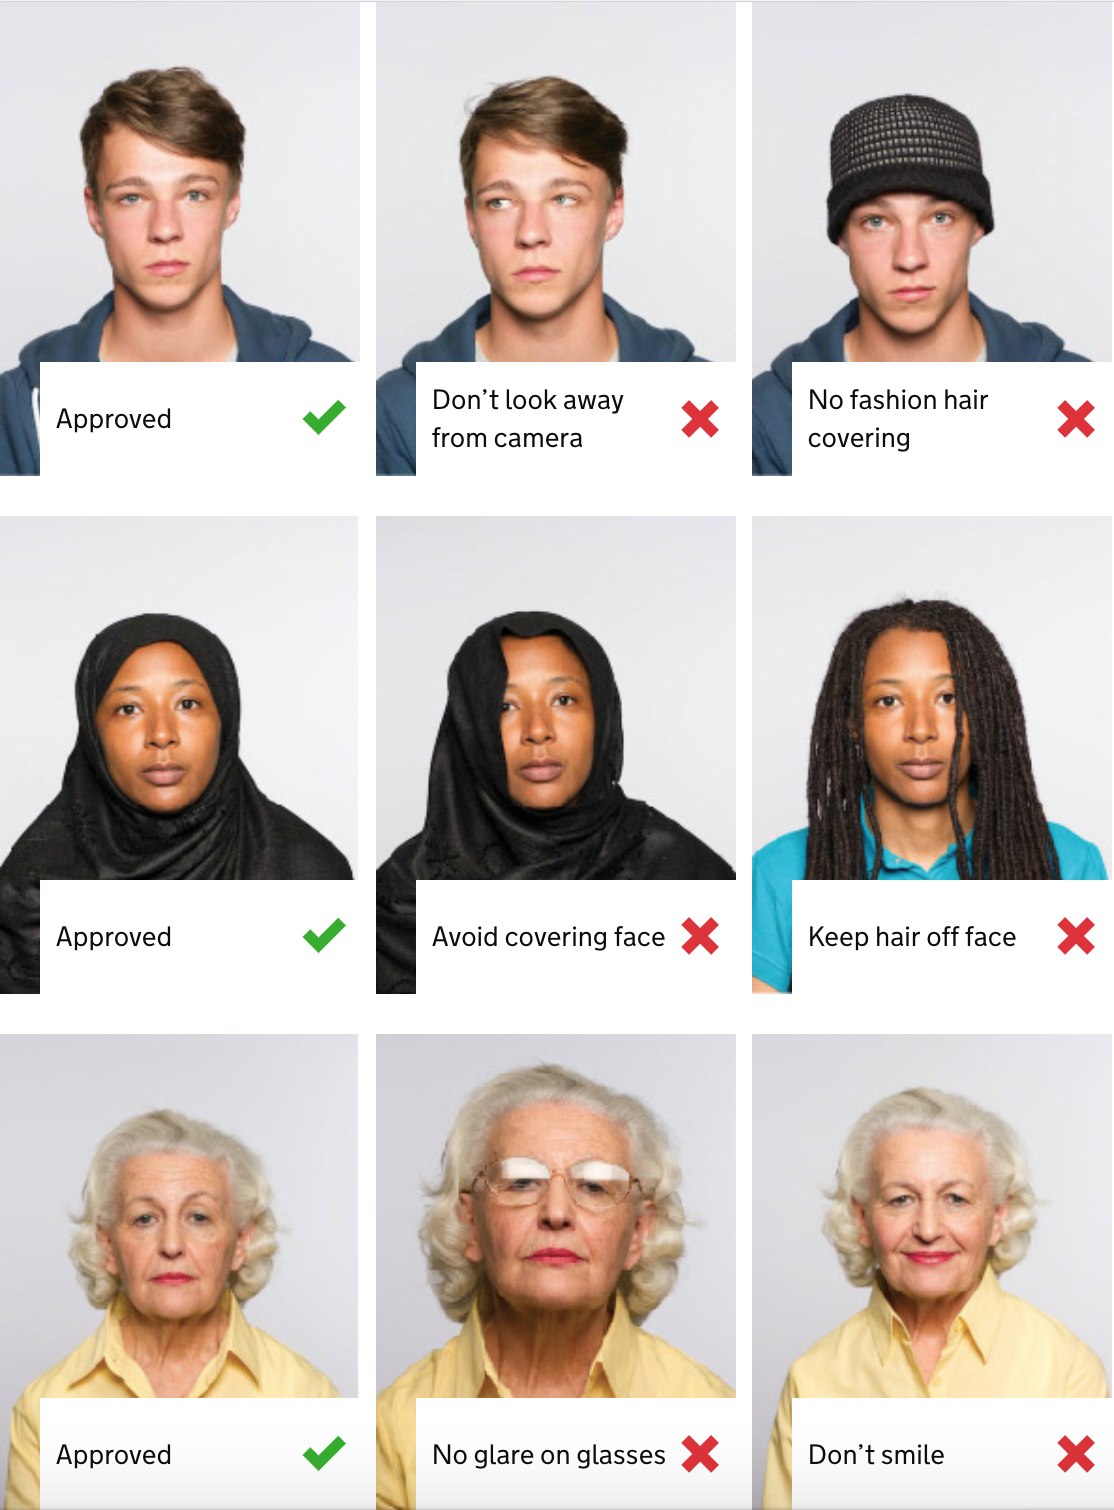 Approved
Don’t look away
from camera
No fashion hair
covering
Approved
Avoid covering face
Keep hair off face
Approved
No glare on glasses
Don’t smile